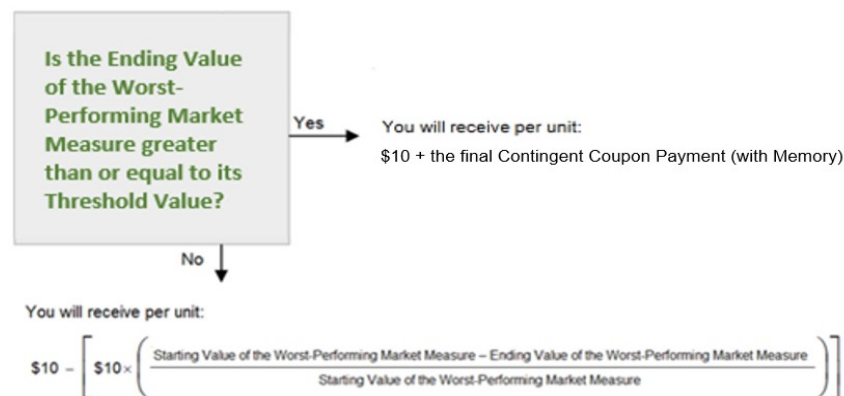 Is the Ending Value
of the Worst-
Performing Market
Measure greater
than or equal to its
Threshold Value?
Yes
You will receive per unit:
$10 + the final Contingent Coupon Payment (with Memory)
No
You will receive per unit:
$10 – [ $10 × ( Starting Value of the Worst-Performing Market Measure – Ending Value of the Worst-Performing Market Measure
Starting Value of the Worst-Performing Market Measure ) ]